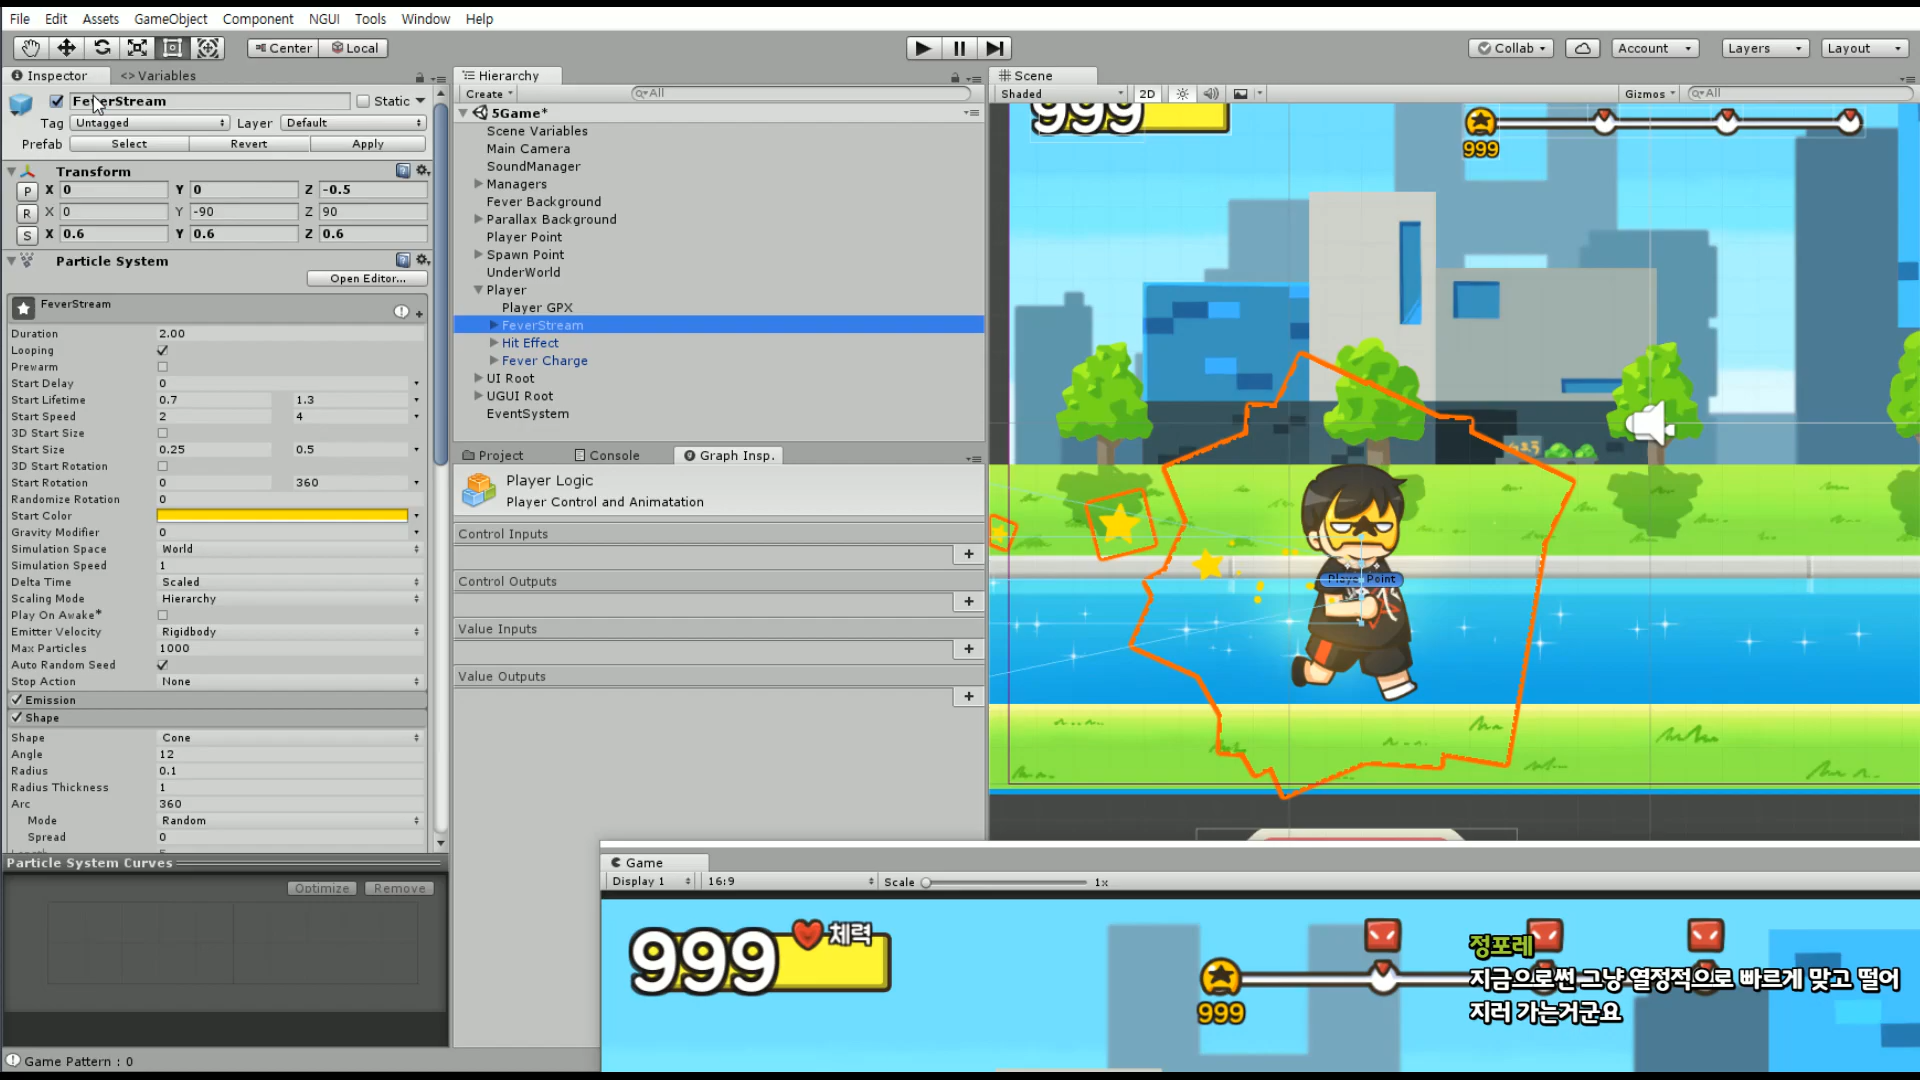 File Edit Assets GameObject Component NGUI Tools Window Help
Center Local Collab Account Layers Layout
Inspector <> Variables
FeverStream Static
Tag Untagged Layer Default
Prefab Select Revert Apply
Transform
P X 0 Y 0 Z -0.5
R X 0 Y -90 Z 90
S X 0.6 Y 0.6 Z 0.6
Particle System
Open Editor...
FeverStream
Duration 2.00
Looping
Prewarm
Start Delay 0
Start Lifetime 0.7 1.3
Start Speed 2 4
3D Start Size
Start Size 0.25 0.5
3D Start Rotation
Start Rotation 0 360
Randomize Rotation 0
Start Color
Gravity Modifier 0
Simulation Space World
Simulation Speed 1
Delta Time Scaled
Scaling Mode Hierarchy
Play On Awake*
Emitter Velocity Rigidbody
Max Particles 1000
Auto Random Seed
Stop Action None
Emission
Shape
Shape Cone
Angle 12
Radius 0.1
Radius Thickness 1
Arc 360
Mode Random
Spread 0
Particle System Curves
Optimize Remove
Game Pattern : 0
Hierarchy
Create All
5Game*
Scene Variables
Main Camera
SoundManager
Managers
Fever Background
Parallax Background
Player Point
Spawn Point
UnderWorld
Player
Player GPX
FeverStream
Hit Effect
Fever Charge
UI Root
UGUI Root
EventSystem
Project Console Graph Insp.
Player Logic
Player Control and Animatation
Control Inputs
Control Outputs
Value Inputs
Value Outputs
Scene
Shaded 2D Gizmos All
999
999
Player Point
Game
Display 1 16:9 Scale 1x
999 체력
999
정포레
지금으로썬 그냥 열정적으로 빠르게 맞고 떨어
지러 가는거군요